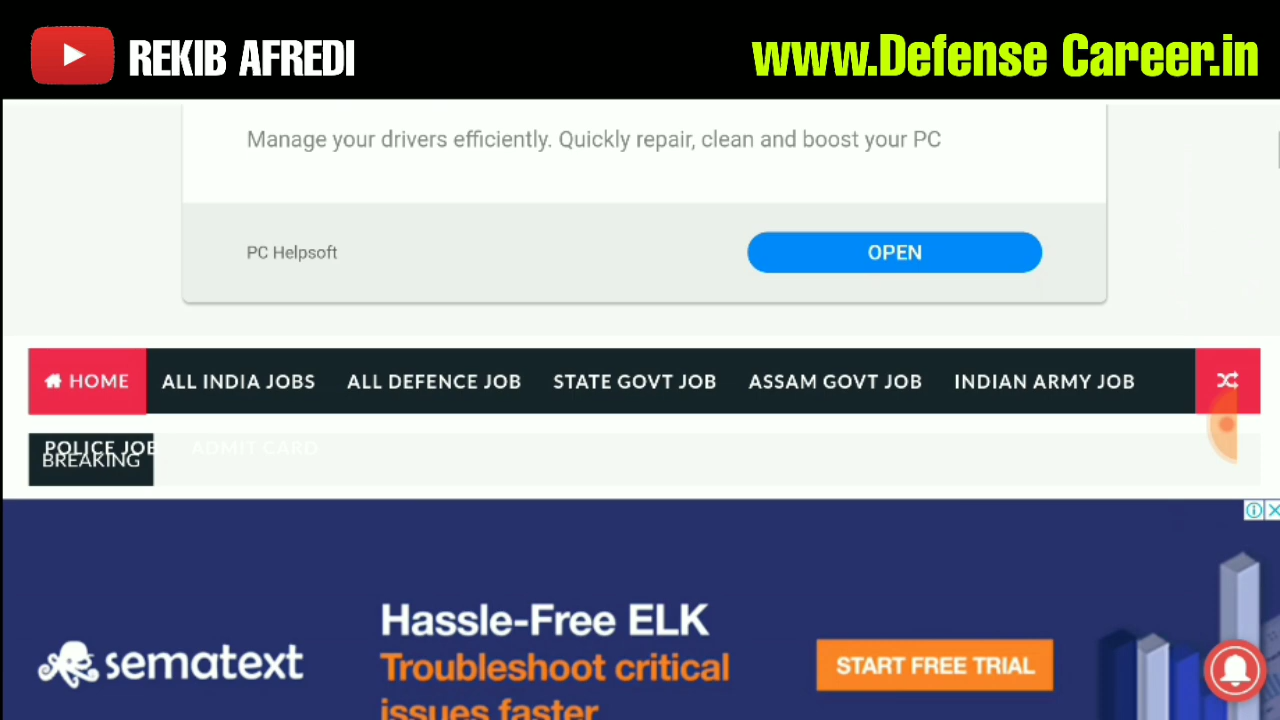 REKIB AFREDI
www.Defense Career.in
Manage your drivers efficiently. Quickly repair, clean and boost your PC
PC Helpsoft
OPEN
HOME ALL INDIA JOBS ALL DEFENCE JOB STATE GOVT JOB ASSAM GOVT JOB INDIAN ARMY JOB
POLICE JOB ADMIT CARD
BREAKING
sematext
Hassle-Free ELK
Troubleshoot critical
issues faster
START FREE TRIAL